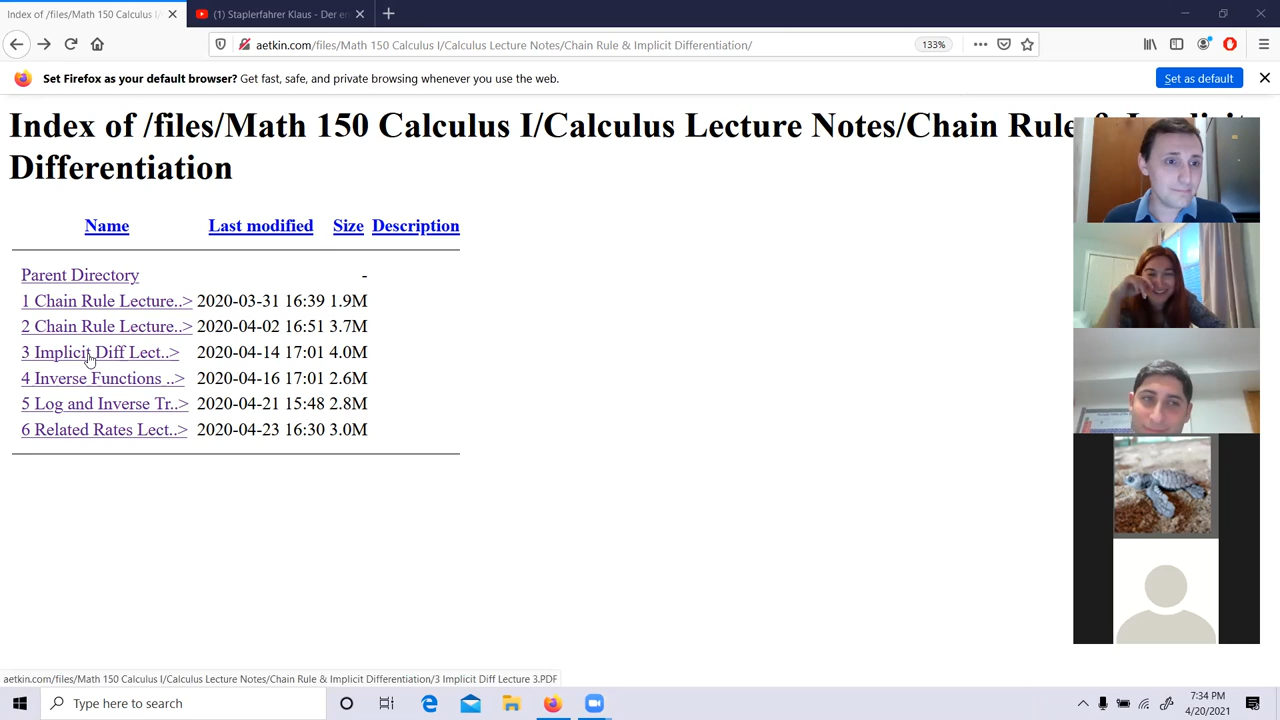 Index of /files/Math 150 Calculus I/
(1) Staplerfahrer Klaus - Der er
aetkin.com/files/Math 150 Calculus I/Calculus Lecture Notes/Chain Rule & Implicit Differentiation/
133%
Set Firefox as your default browser? Get fast, safe, and private browsing whenever you use the web.
Set as default
Index of /files/Math 150 Calculus I/Calculus Lecture Notes/Chain Rule &
Differentiation
Name Last modified Size Description
Parent Directory -
1 Chain Rule Lecture..> 2020-03-31 16:39 1.9M
2 Chain Rule Lecture..> 2020-04-02 16:51 3.7M
3 Implicit Diff Lect..> 2020-04-14 17:01 4.0M
4 Inverse Functions ..> 2020-04-16 17:01 2.6M
5 Log and Inverse Tr..> 2020-04-21 15:48 2.8M
6 Related Rates Lect..> 2020-04-23 16:30 3.0M
aetkin.com/files/Math 150 Calculus I/Calculus Lecture Notes/Chain Rule & Implicit Differentiation/3 Implicit Diff Lecture 3.PDF
Type here to search
7:34 PM
4/20/2021